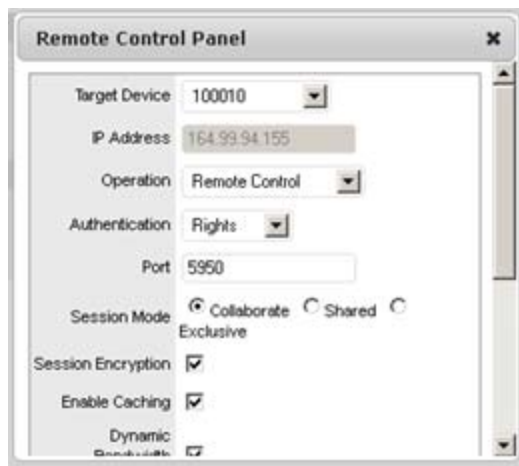 Remote Control Panel
Target Device 100010
IP Address 164.99.94.155
Operation Remote Control
Authentication Rights
Port 5950
Session Mode Collaborate Shared
Exclusive
Session Encryption
Enable Caching
Dynamic
Bandwidth